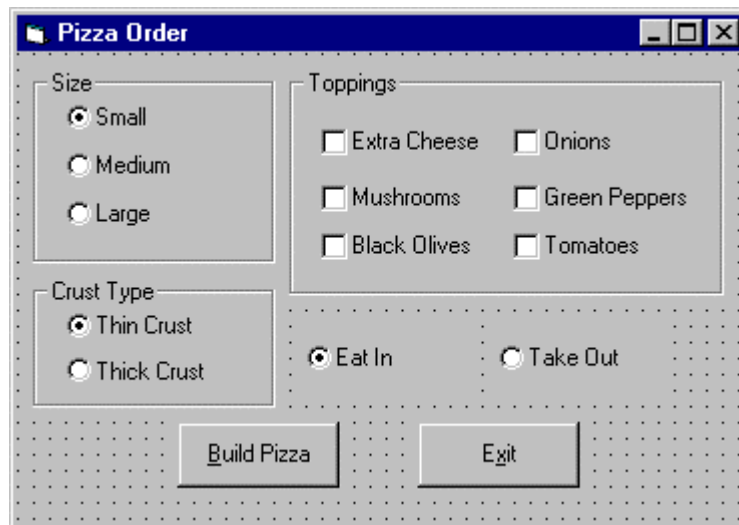 Pizza Order
Size
Small
Medium
Large
Toppings
Extra Cheese
Onions
Mushrooms
Green Peppers
Black Olives
Tomatoes
Crust Type
Thin Crust
Thick Crust
Eat In
Take Out
Build Pizza
Exit